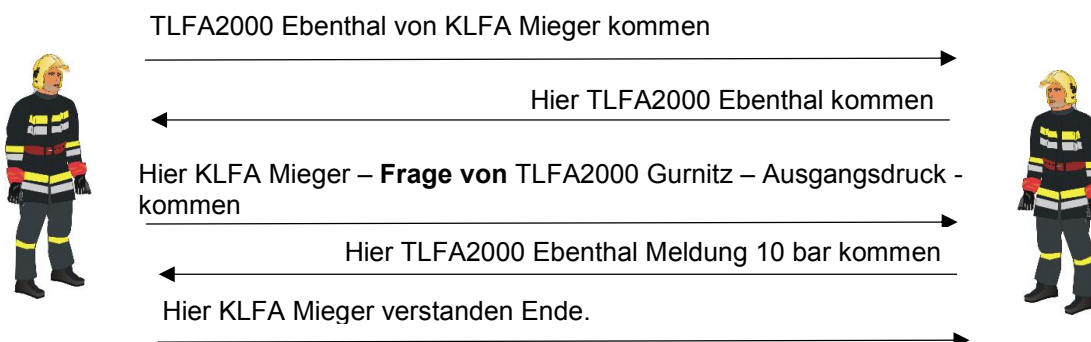 TLFA2000 Ebenthal von KLFA Mieger kommen
Hier TLFA2000 Ebenthal kommen
Hier KLFA Mieger – Frage von TLFA2000 Gurnitz – Ausgangsdruck -
kommen
Hier TLFA2000 Ebenthal Meldung 10 bar kommen
Hier KLFA Mieger verstanden Ende.